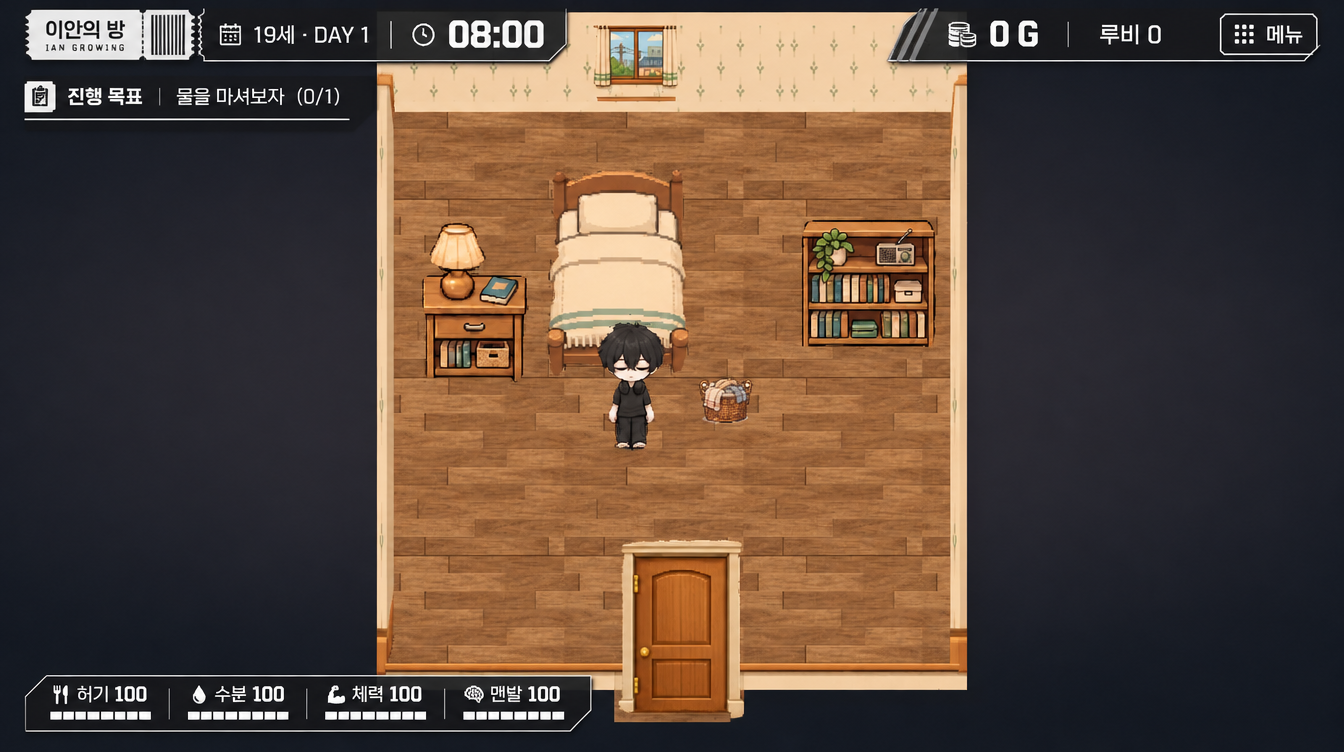 이안의 방
IAN GROWING
19세 · DAY 1
08:00
0 G
루비 0
메뉴
진행 목표
물을 마셔보자 (0/1)
허기 100
수분 100
체력 100
맨발 100